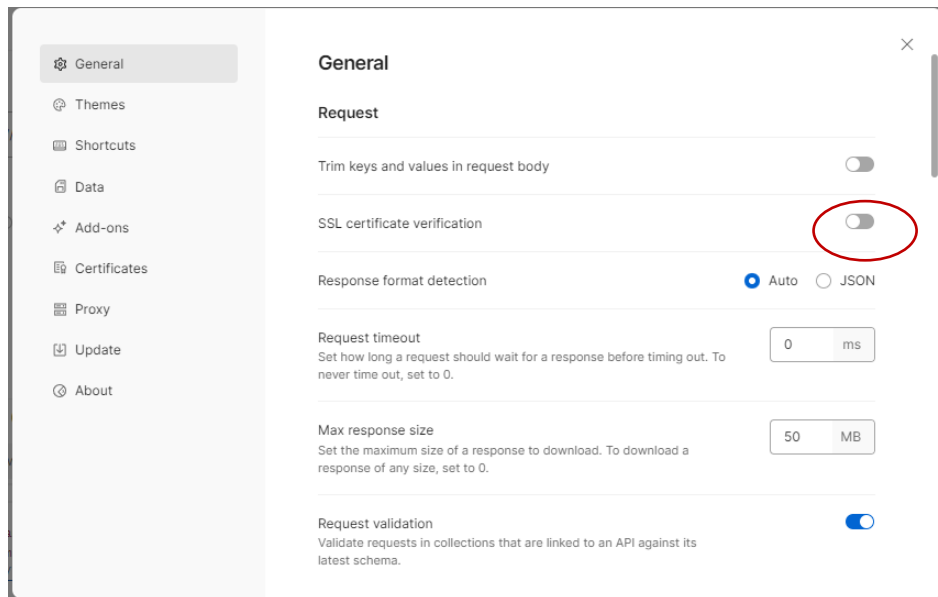 General
Themes
Shortcuts
Data
Add-ons
Certificates
Proxy
Update
About
General
Request
Trim keys and values in request body
SSL certificate verification
Response format detection
Auto
JSON
Request timeout
Set how long a request should wait for a response before timing out. To
never time out, set to 0.
0 ms
Max response size
Set the maximum size of a response to download. To download a
response of any size, set to 0.
50 MB
Request validation
Validate requests in collections that are linked to an API against its
latest schema.